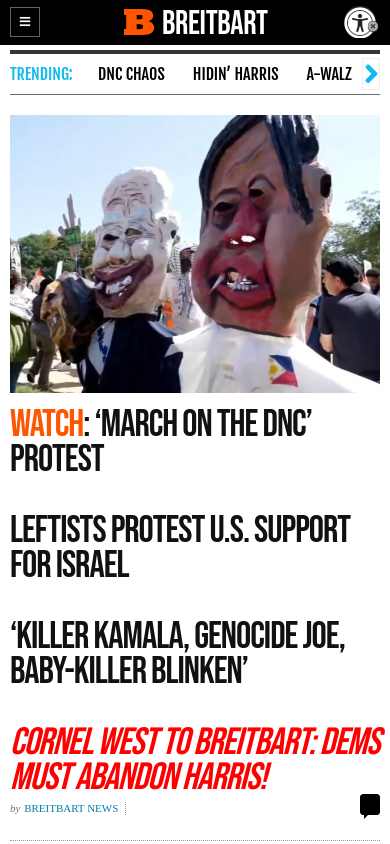 BREITBART
TRENDING: DNC CHAOS HIDIN’ HARRIS A-WALZ
WATCH: ‘MARCH ON THE DNC’
PROTEST
LEFTISTS PROTEST U.S. SUPPORT
FOR ISRAEL
‘KILLER KAMALA, GENOCIDE JOE,
BABY-KILLER BLINKEN’
CORNEL WEST TO BREITBART: DEMS
MUST ABANDON HARRIS!
by BREITBART NEWS